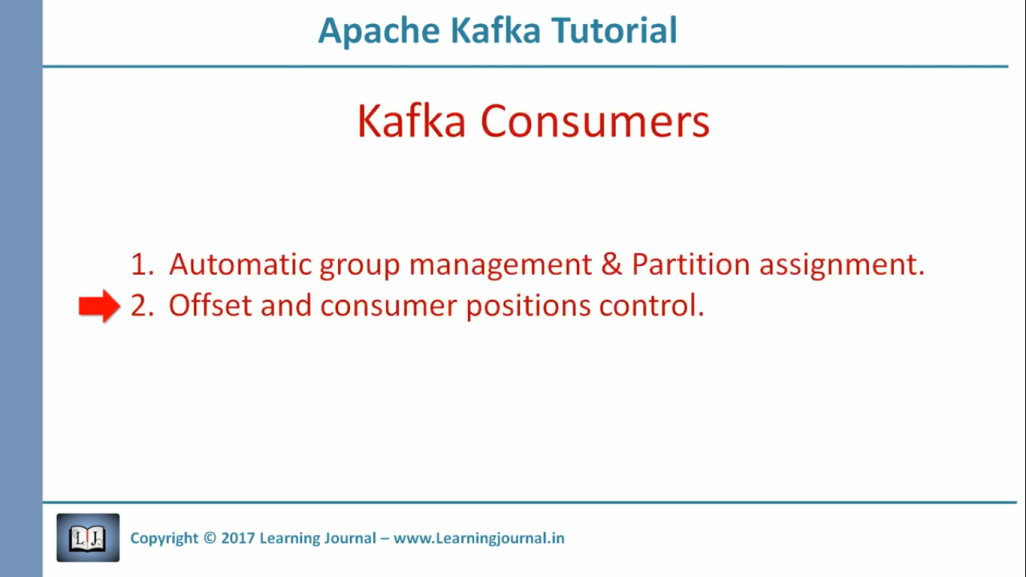 Apache Kafka Tutorial
Kafka Consumers
1. Automatic group management & Partition assignment.
2. Offset and consumer positions control.
L J
Copyright © 2017 Learning Journal – www.Learningjournal.in